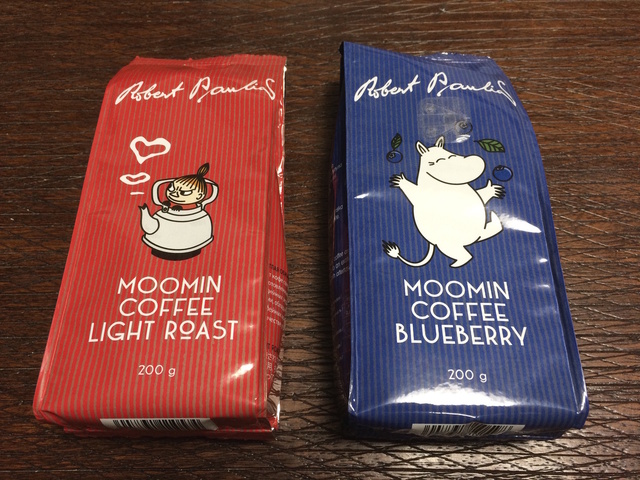 Robert Paulig
MOOMIN
COFFEE
LIGHT ROAST
200 g
Robert Paulig
MOOMIN
COFFEE
BLUEBERRY
200 g